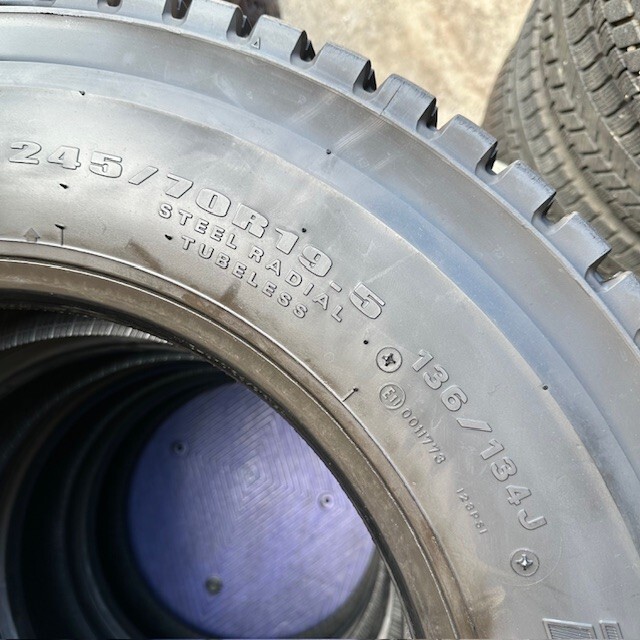 245/70R19.5
STEEL RADIAL
TUBELESS
136/134J